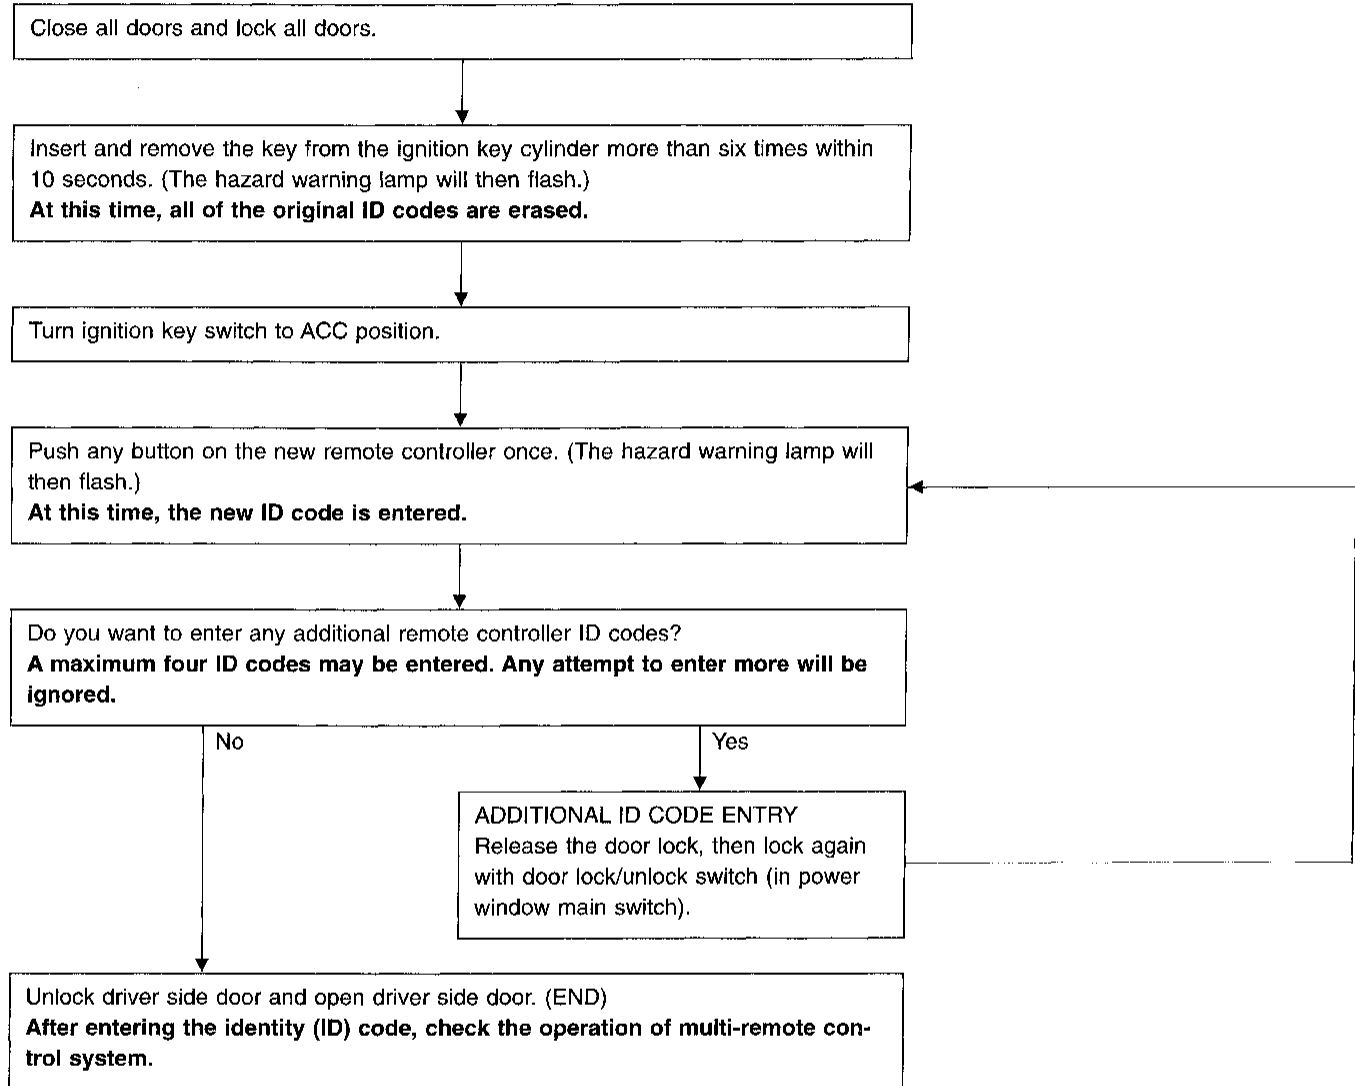 Close all doors and lock all doors.
Insert and remove the key from the ignition key cylinder more than six times within
10 seconds. (The hazard warning lamp will then flash.)
At this time, all of the original ID codes are erased.
Turn ignition key switch to ACC position.
Push any button on the new remote controller once. (The hazard warning lamp will
then flash.)
At this time, the new ID code is entered.
Do you want to enter any additional remote controller ID codes?
A maximum four ID codes may be entered. Any attempt to enter more will be
ignored.
No
Yes
ADDITIONAL ID CODE ENTRY
Release the door lock, then lock again
with door lock/unlock switch (in power
window main switch).
Unlock driver side door and open driver side door. (END)
After entering the identity (ID) code, check the operation of multi-remote con-
trol system.